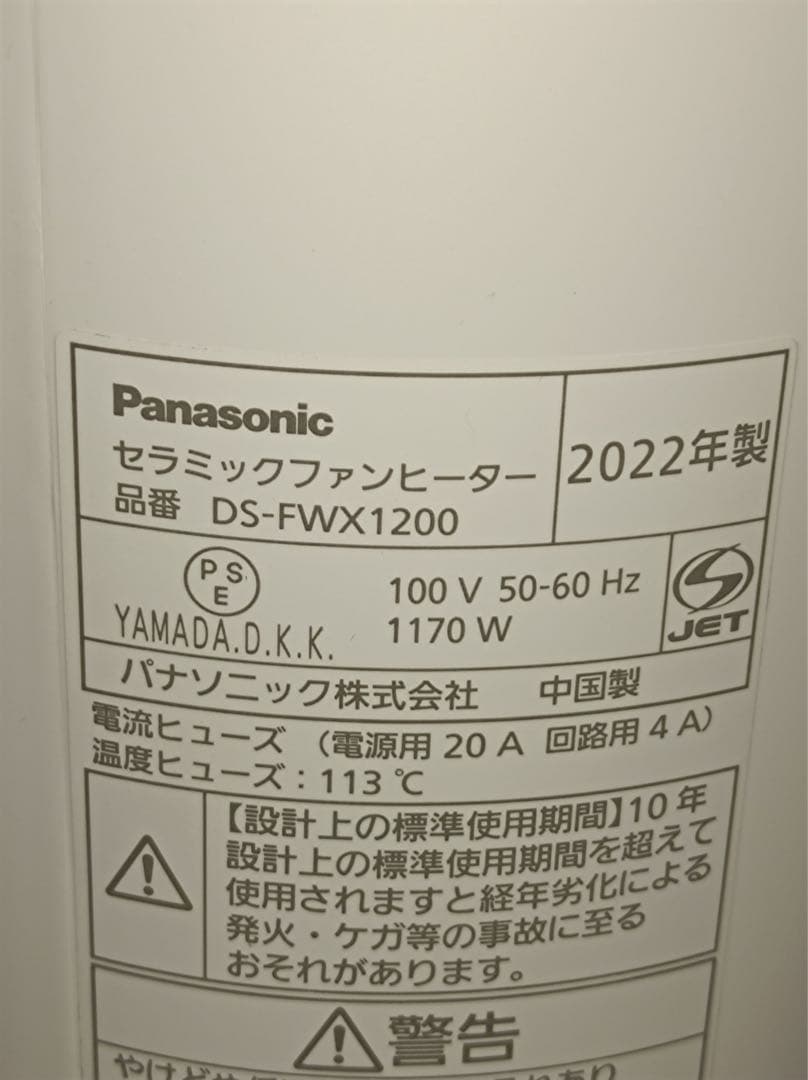 Panasonic
セラミックファンヒーター
品番 DS-FWX1200
2022年製
PSE
YAMADA.D.K.K.
100 V 50-60 Hz
1170 W
JET
パナソニック株式会社 中国製
電流ヒューズ （電源用 20 A 回路用 4 A）
温度ヒューズ：113 ℃
【設計上の標準使用期間】10 年
設計上の標準使用期間を超えて
使用されますと経年劣化による
発火・ケガ等の事故に至る
おそれがあります。
警告
やけどや